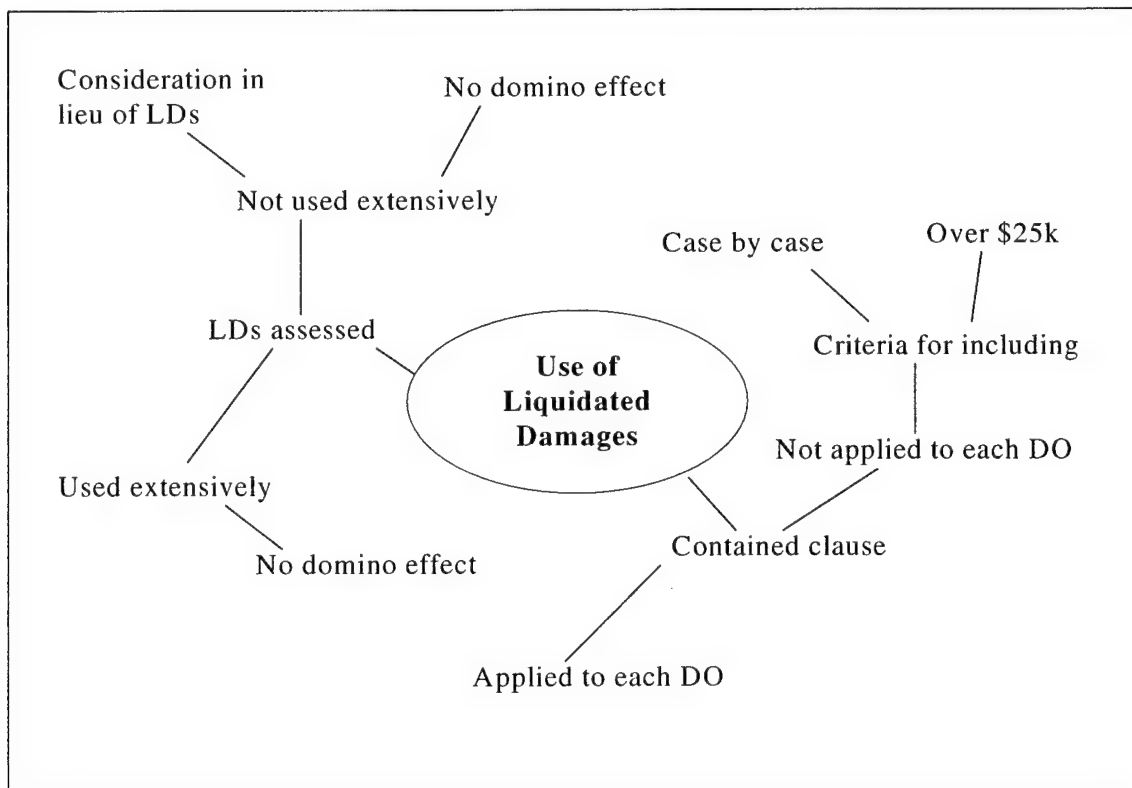 Consideration in
lieu of LDs
No domino effect
Not used extensively
Case by case
Over $25k
LDs assessed
Criteria for including
Use of
Liquidated
Damages
Not applied to each DO
Used extensively
Contained clause
No domino effect
Applied to each DO